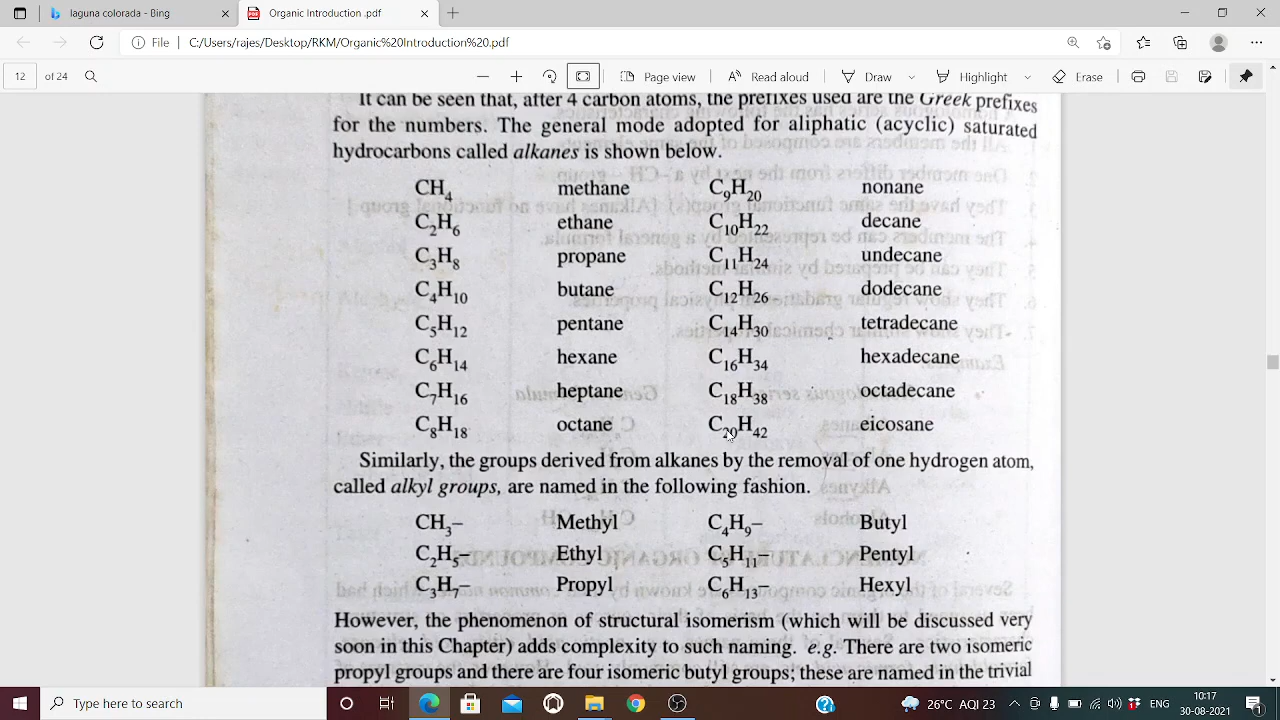 laguna colorada - Bing
Organic Introduction .pdf
File C:/Users/rajes/Desktop/RKM/Organic%20Introduction%20.pdf
12 of 24 Page view Read aloud Draw Highlight Erase
It can be seen that, after 4 carbon atoms, the prefixes used are the Greek prefixes
for the numbers. The general mode adopted for aliphatic (acyclic) saturated
hydrocarbons called alkanes is shown below.
CH₄ methane C₉H₂₀ nonane
C₂H₆ ethane C₁₀H₂₂ decane
C₃H₈ propane C₁₁H₂₄ undecane
C₄H₁₀ butane C₁₂H₂₆ dodecane
C₅H₁₂ pentane C₁₄H₃₀ tetradecane
C₆H₁₄ hexane C₁₆H₃₄ hexadecane
C₇H₁₆ heptane C₁₈H₃₈ octadecane
C₈H₁₈ octane C₂₀H₄₂ eicosane
Similarly, the groups derived from alkanes by the removal of one hydrogen atom,
called alkyl groups, are named in the following fashion.
CH₃– Methyl C₄H₉– Butyl
C₂H₅– Ethyl C₅H₁₁– Pentyl
C₃H₇– Propyl C₆H₁₃– Hexyl
However, the phenomenon of structural isomerism (which will be discussed very
soon in this Chapter) adds complexity to such naming. e.g. There are two isomeric
propyl groups and there are four isomeric butyl groups; these are named in the trivial
Type here to search 26°C AQI 23 ENG 10:17 30-08-2021